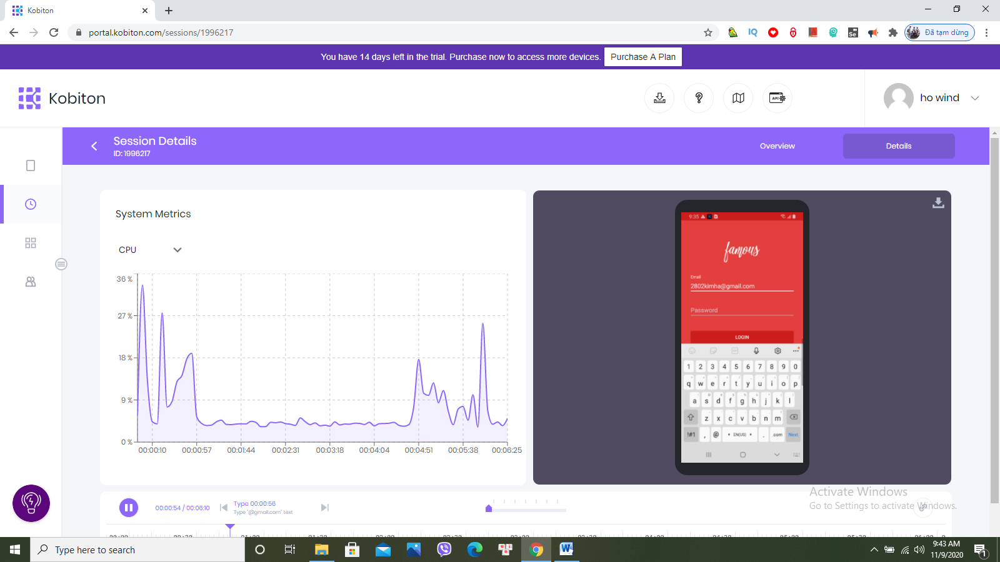 Kobiton
portal.kobiton.com/sessions/1996217
IQ
Se
Đã tạm dừng
You have 14 days left in the trial. Purchase now to access more devices.
Purchase A Plan
Kobiton
?
API
ho wind
Session Details
ID: 1996217
Overview
Details
System Metrics
CPU
36 %
27 %
18 %
9 %
0 %
00:00:10
00:00:57
00:01:44
00:02:31
00:03:18
00:04:04
00:04:51
00:05:38
00:06:25
9:35
famous
Email
2802kimha@gmail.com
Password
LOGIN
1 2 3 4 5 6 7 8 9 0
q w e r t y u i o p
a s d f g h j k l
z x c v b n m
!#1 , @ EN(US) . .com Next
00:00:54 / 00:06:10
Type 00:00:56
Type "@gmail.com" text
Activate Windows
Go to Settings to activate Windows.
Type here to search
9:43 AM
11/9/2020
1